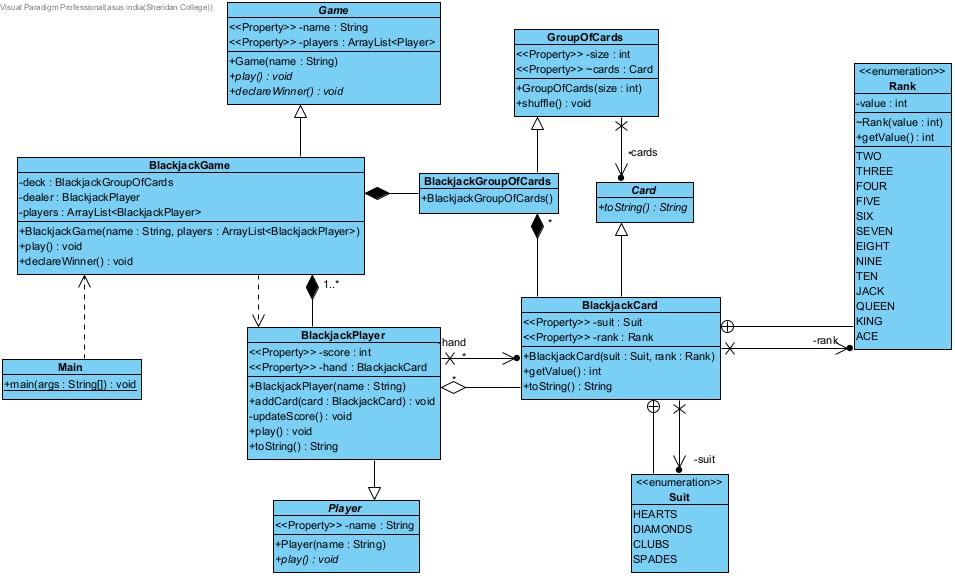 Visual Paradigm Professional(asus india(Sheridan College))
Game
<<Property>> -name : String
<<Property>> -players : ArrayList<Player>
+Game(name : String)
+play() : void
+declareWinner() : void
GroupOfCards
<<Property>> -size : int
<<Property>> ~cards : Card
+GroupOfCards(size : int)
+shuffle() : void
<<enumeration>>
Rank
-value : int
~Rank(value : int)
+getValue() : int
TWO
THREE
FOUR
FIVE
SIX
SEVEN
EIGHT
NINE
TEN
JACK
QUEEN
KING
ACE
BlackjackGame
-deck : BlackjackGroupOfCards
-dealer : BlackjackPlayer
-players : ArrayList<BlackjackPlayer>
+BlackjackGame(name : String, players : ArrayList<BlackjackPlayer>)
+play() : void
+declareWinner() : void
BlackjackGroupOfCards
+BlackjackGroupOfCards()
*
~cards
*
Card
+toString() : String
1..*
Main
+main(args : String[]) : void
BlackjackPlayer
<<Property>> -score : int
<<Property>> -hand : BlackjackCard
+BlackjackPlayer(name : String)
+addCard(card : BlackjackCard) : void
-updateScore() : void
+play() : void
+toString() : String
-hand
*
*
BlackjackCard
<<Property>> -suit : Suit
<<Property>> -rank : Rank
+BlackjackCard(suit : Suit, rank : Rank)
+getValue() : int
+toString() : String
-rank
-suit
Player
<<Property>> -name : String
+Player(name : String)
+play() : void
<<enumeration>>
Suit
HEARTS
DIAMONDS
CLUBS
SPADES